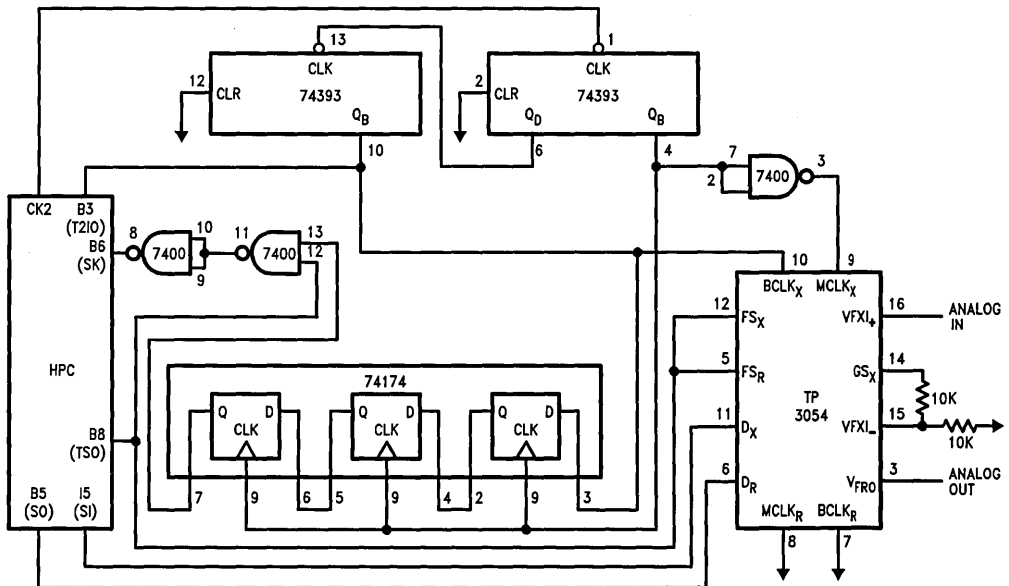 13
1
CLK
CLK
12
CLR
74393
2
CLR
74393
Q_B
Q_D
Q_B
10
6
4
7
2
7400
3
CK2
B3
(T2IO)
B6
(SK)
8
7400
10
9
11
7400
13
12
10
9
BCLK_X
MCLK_X
12
FS_X
VFXI_+
16
ANALOG
IN
HPC
74174
5
FS_R
GS_X
14
TP
3054
10K
Q
D
CLK
Q
D
CLK
Q
D
CLK
11
D_X
VFXI_-
15
10K
B8
(TSO)
6
D_R
V_FRO
3
ANALOG
OUT
7
9
6
5
9
4
2
9
3
B5
(SO)
I5
(SI)
MCLK_R
BCLK_R
8
7